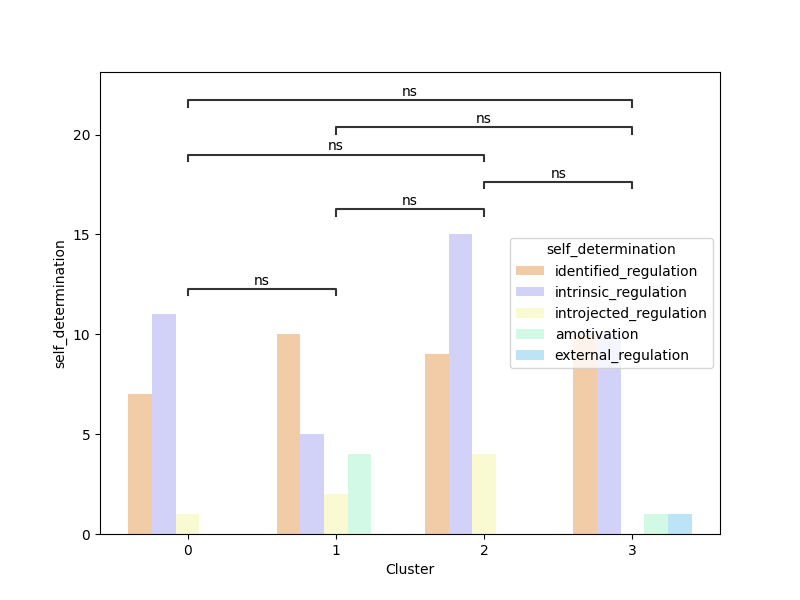 ns
ns
ns
ns
ns
ns
20
15
10
5
0
self_determination
self_determination
identified_regulation
intrinsic_regulation
introjected_regulation
amotivation
external_regulation
0 1 2 3
Cluster